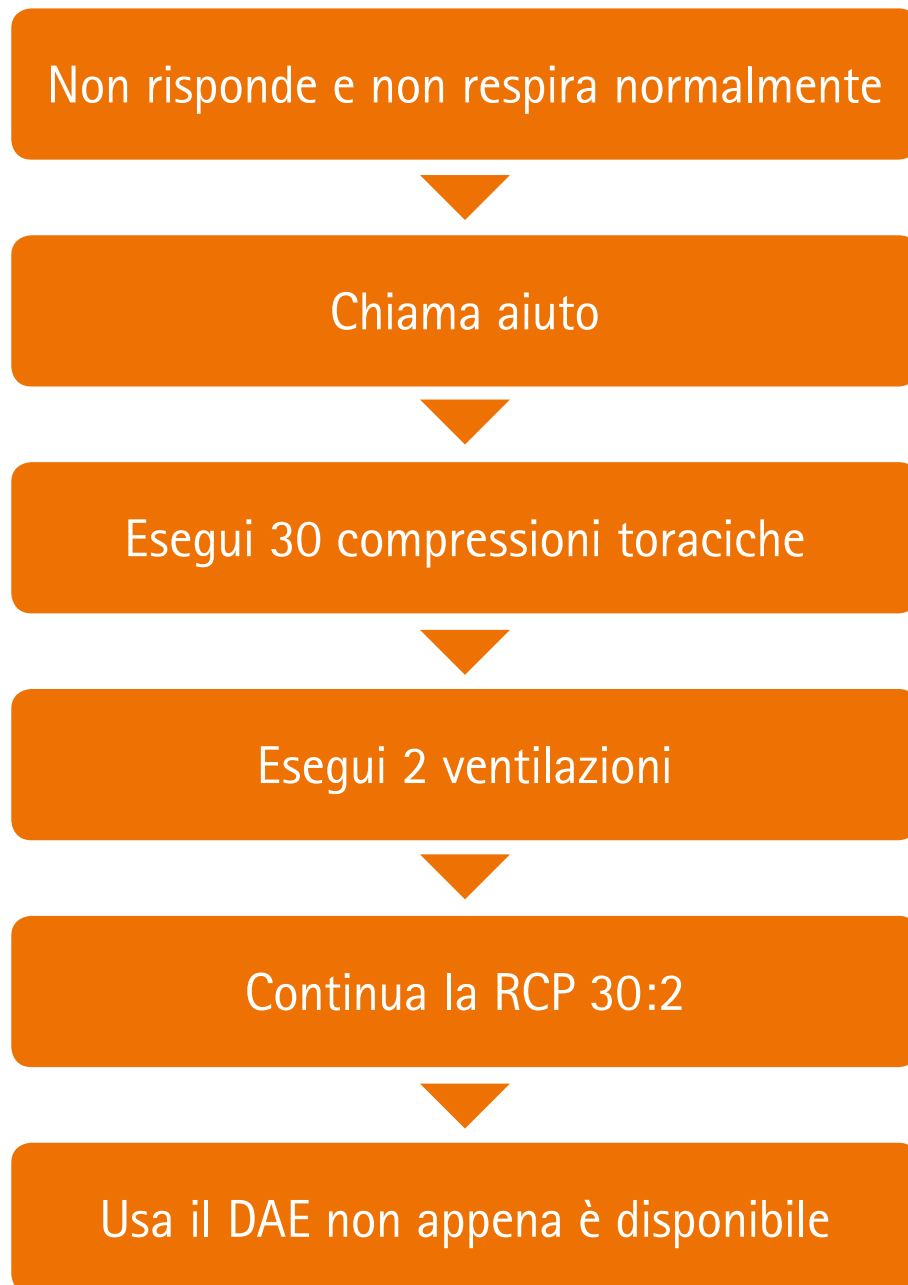 Non risponde e non respira normalmente
Chiama aiuto
Esegui 30 compressioni toraciche
Esegui 2 ventilazioni
Continua la RCP 30:2
Usa il DAE non appena è disponibile